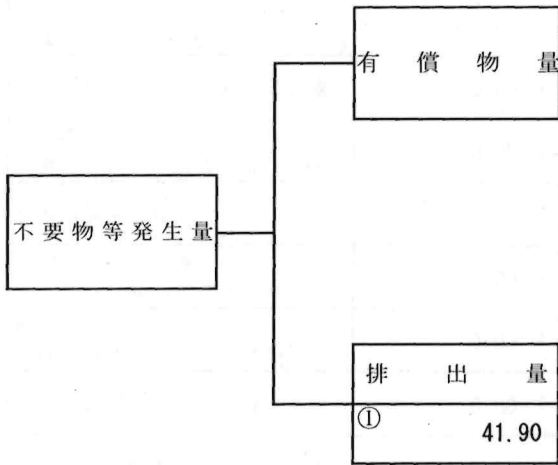 有償物量
不要物等発生量
排出量
①
41.90